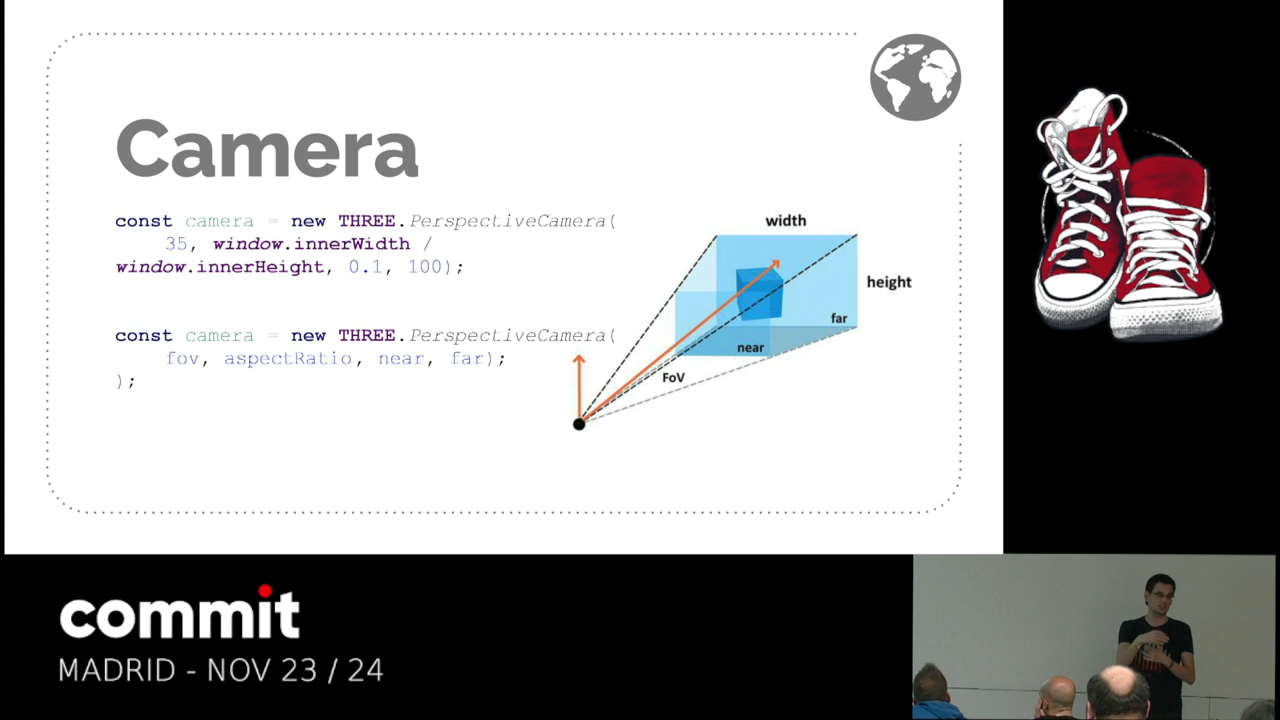 Camera
const camera = new THREE.PerspectiveCamera(
35, window.innerWidth /
window.innerHeight, 0.1, 100);
const camera = new THREE.PerspectiveCamera(
fov, aspectRatio, near, far);
);
width
height
far
near
FoV
commit
MADRID - NOV 23 / 24